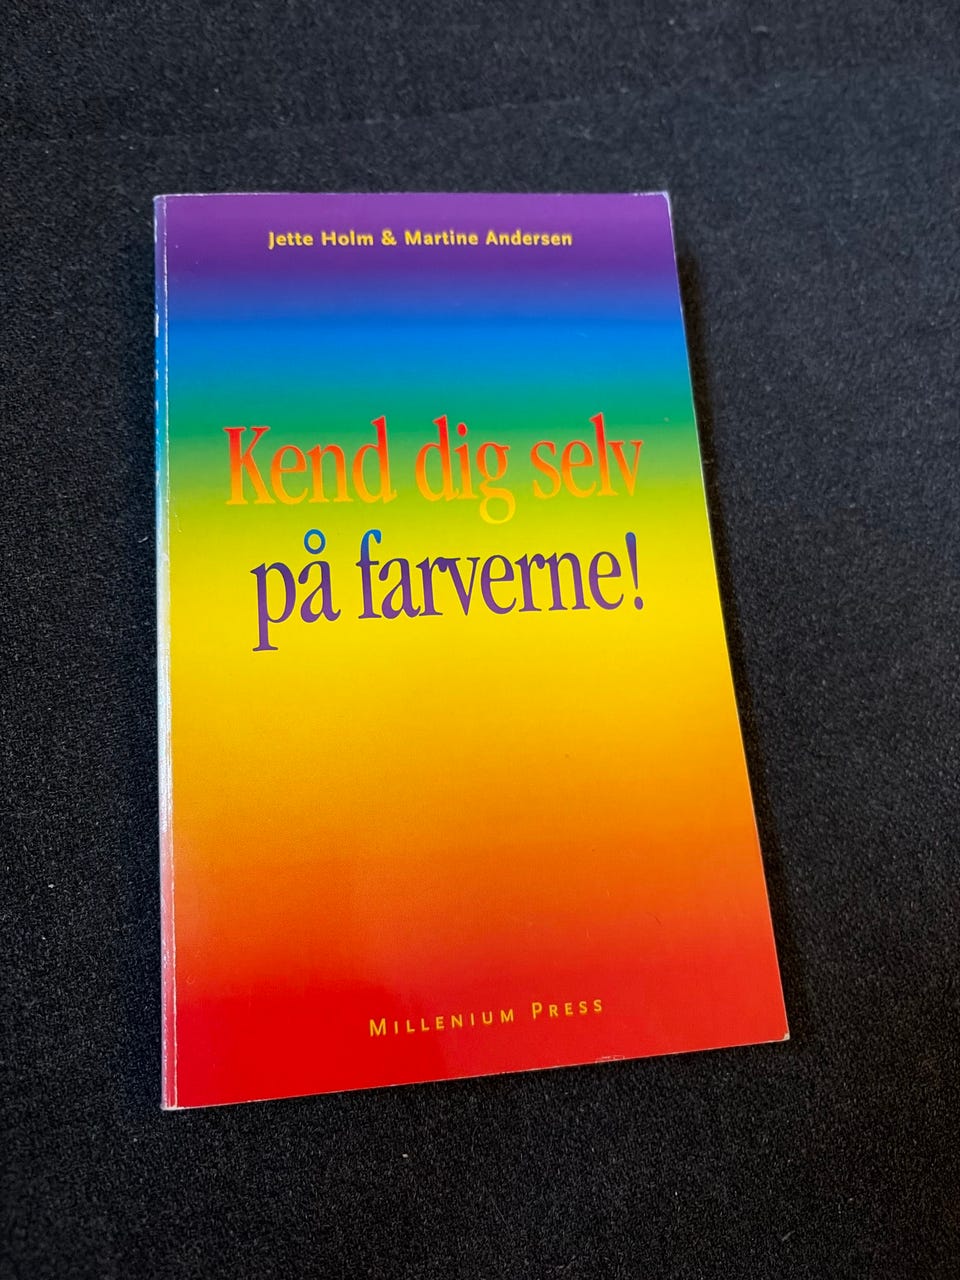 Jette Holm & Martine Andersen
Kend dig selv
på farverne!
Millenium Press